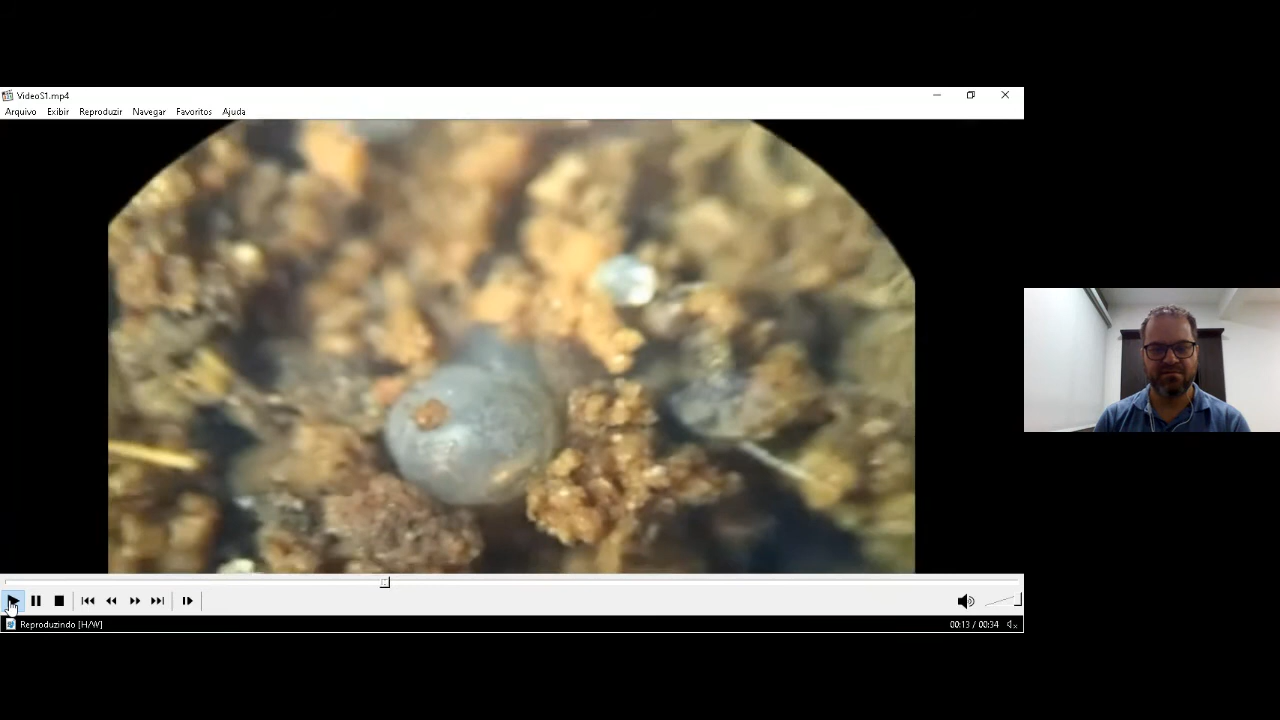 VideoS1.mp4
Arquivo Exibir Reproduzir Navegar Favoritos Ajuda
Reproduzindo [H/W]
00:13 / 00:34